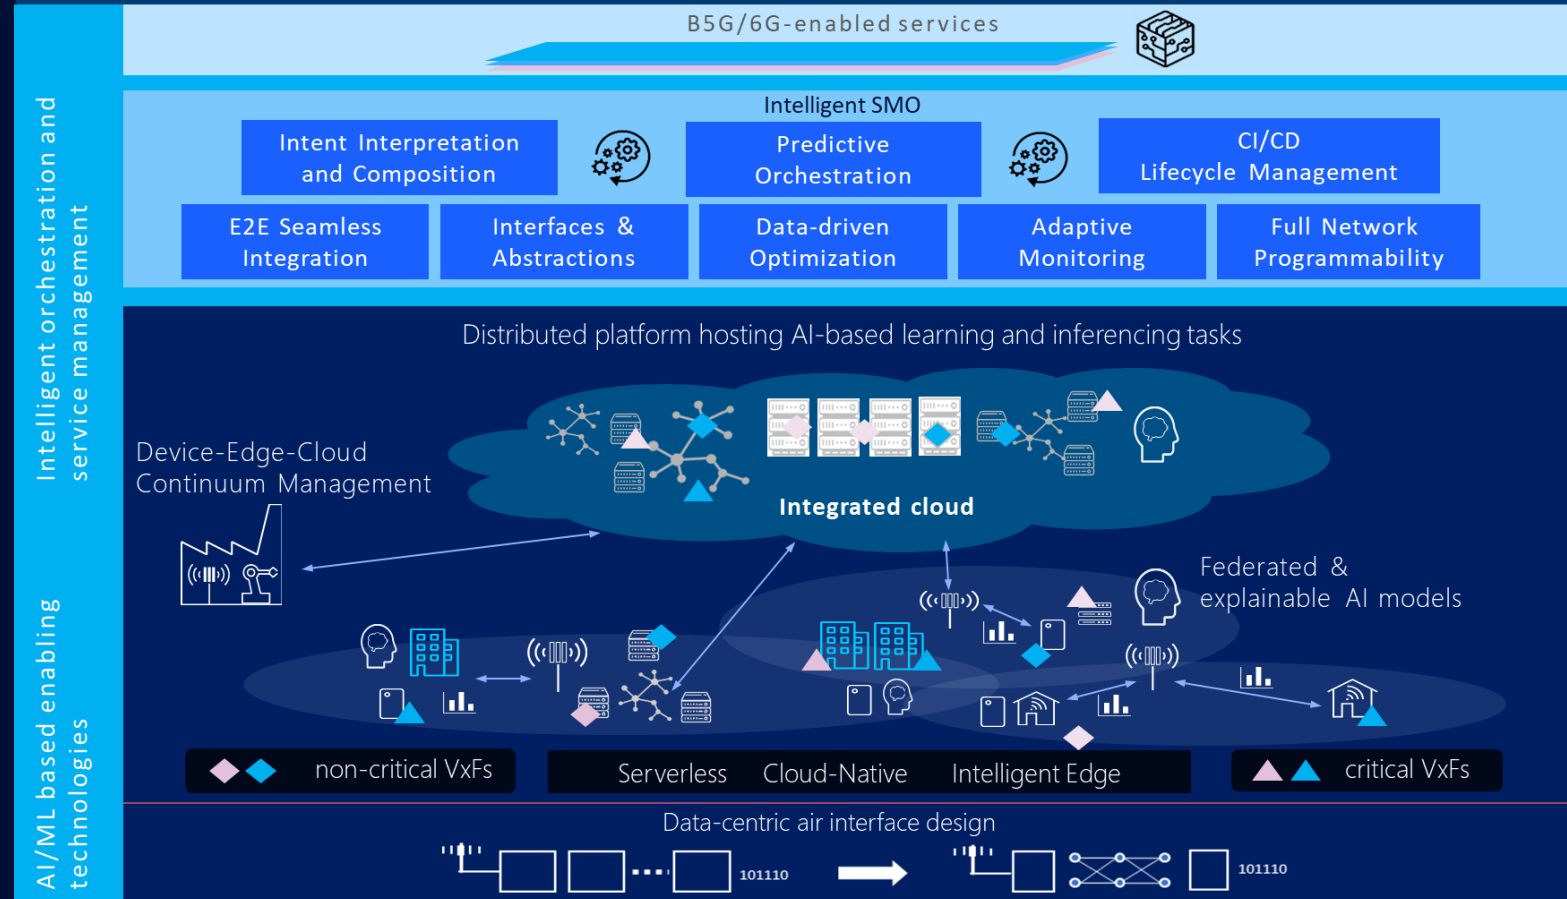 B5G/6G-enabled services
Intelligent orchestration and
service management
Intelligent SMO
Intent Interpretation
and Composition
Predictive
Orchestration
CI/CD
Lifecycle Management
E2E Seamless
Integration
Interfaces &
Abstractions
Data-driven
Optimization
Adaptive
Monitoring
Full Network
Programmability
Distributed platform hosting AI-based learning and inferencing tasks
Device-Edge-Cloud
Continuum Management
Integrated cloud
Federated &
explainable AI models
AI/ML based enabling
technologies
non-critical VxFs
Serverless Cloud-Native Intelligent Edge
critical VxFs
Data-centric air interface design
101110
101110